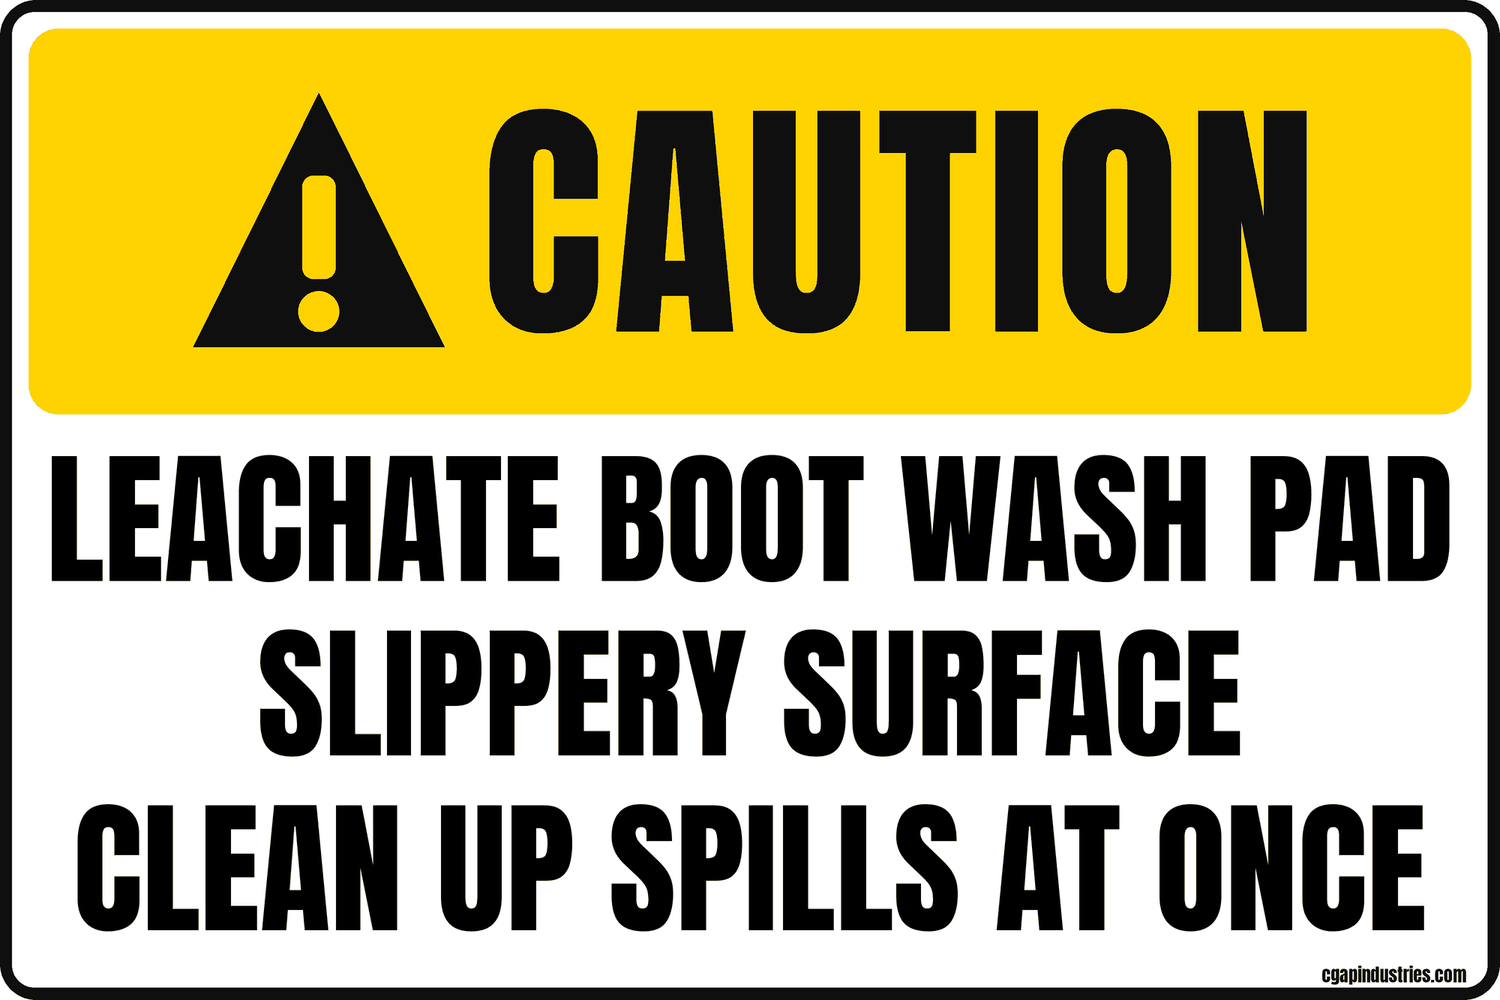 CAUTION
LEACHATE BOOT WASH PAD
SLIPPERY SURFACE
CLEAN UP SPILLS AT ONCE
cgapindustries.com